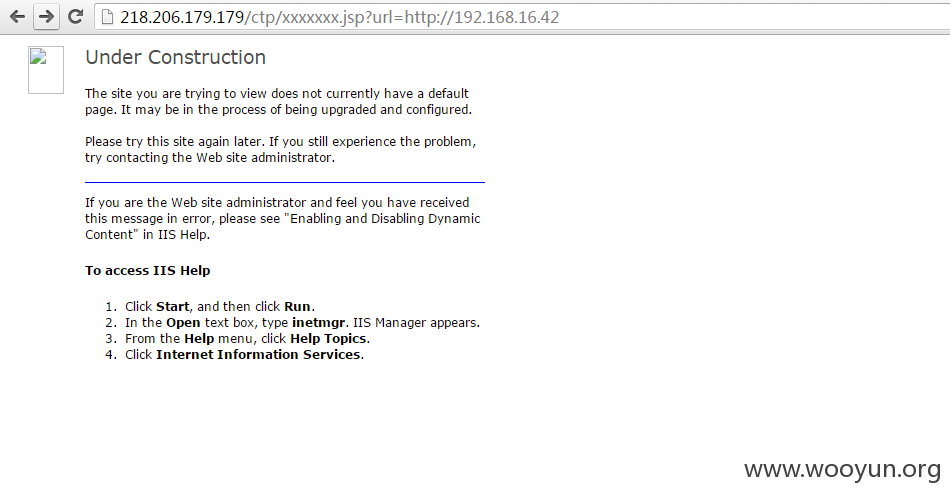 218.206.179.179/ctp/xxxxxxx.jsp?url=http://192.168.16.42
Under Construction
The site you are trying to view does not currently have a default
page. It may be in the process of being upgraded and configured.
Please try this site again later. If you still experience the problem,
try contacting the Web site administrator.
If you are the Web site administrator and feel you have received
this message in error, please see "Enabling and Disabling Dynamic
Content" in IIS Help.
To access IIS Help
1. Click Start, and then click Run.
2. In the Open text box, type inetmgr. IIS Manager appears.
3. From the Help menu, click Help Topics.
4. Click Internet Information Services.
www.wooyun.org